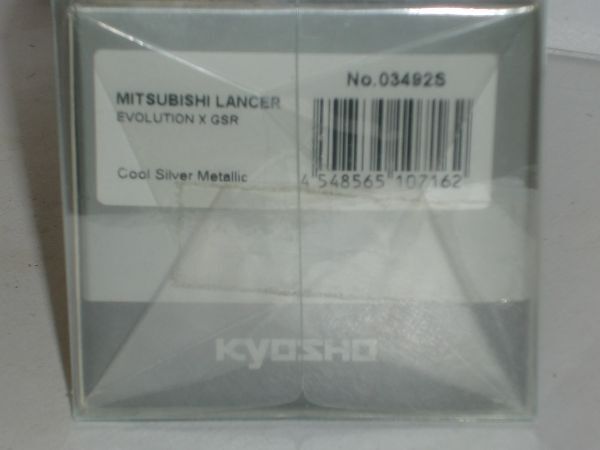 No.03492S
MITSUBISHI LANCER
EVOLUTION X GSR
Cool Silver Metallic
4 548565 107162
KYOSHO